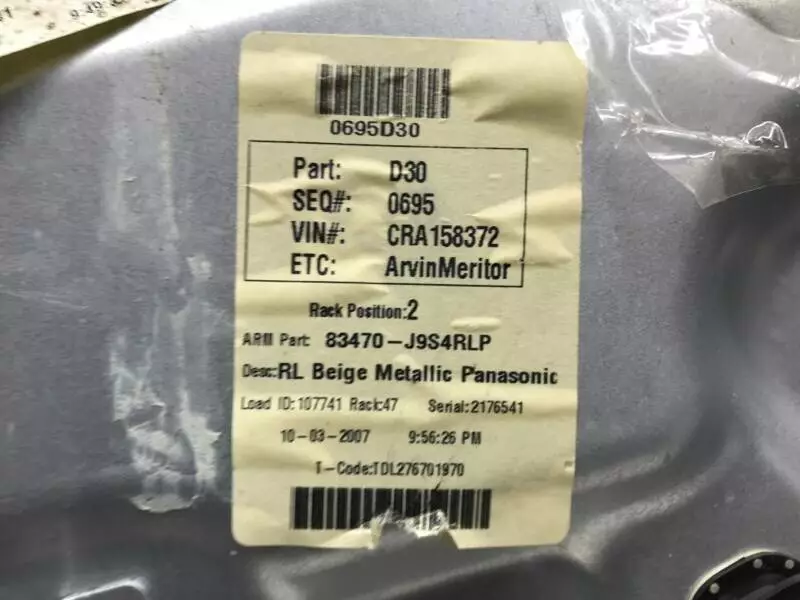 0695D30
Part: D30
SEQ#: 0695
VIN#: CRA158372
ETC: ArvinMeritor
Rack Position:2
ARM Part: 83470-J9S4RLP
Desc:RL Beige Metallic Panasonic
Load ID:107741 Rack:47 Serial:2176541
10-03-2007 9:56:26 PM
T-Code:TDL276701970